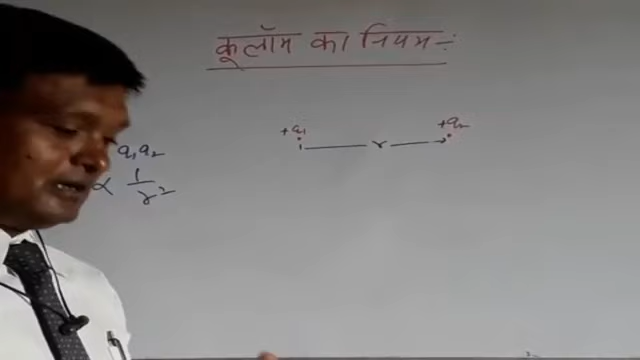 कूलॉम का नियम :-
+q₁ +q₂
r
q₁q₂
∝ 1/r²